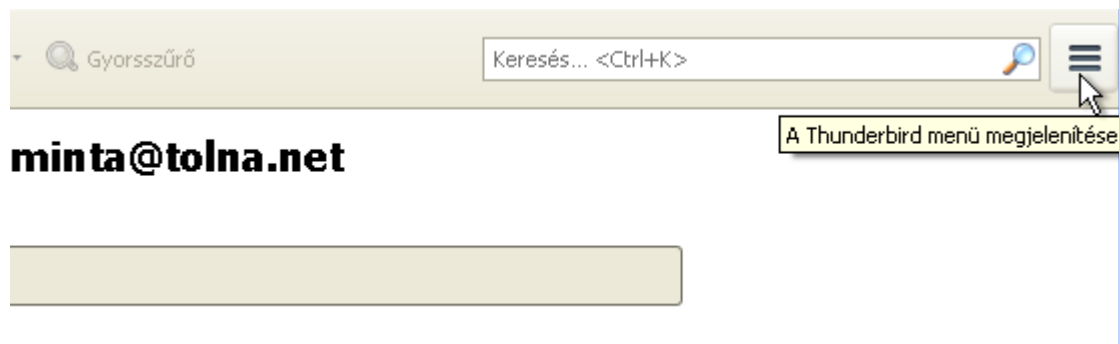 Gyorsszűrő
Keresés... <Ctrl+K>
A Thunderbird menü megjelenítése
minta@tolna.net